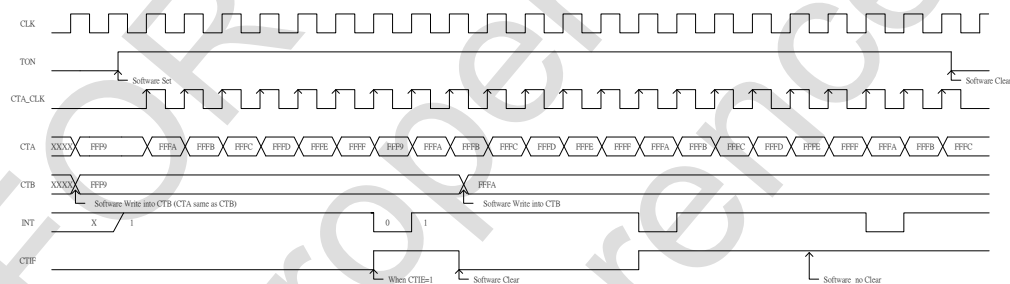 CLK
TON
Software Set
Software Clear
CTA_CLK
CTA XXXX FFF9 FFFA FFFB FFFC FFFD FFFE FFFF FFF9 FFFA FFFB FFFC FFFD FFFE FFFF FFFA FFFB FFFC FFFD FFFE FFFF FFFA FFFB FFFC
CTB XXXX FFF9 FFFA
Software Write into CTB (CTA same as CTB)
Software Write into CTB
INT X 1 0 1
CTIF
When CTIE=1
Software Clear
Software no Clear